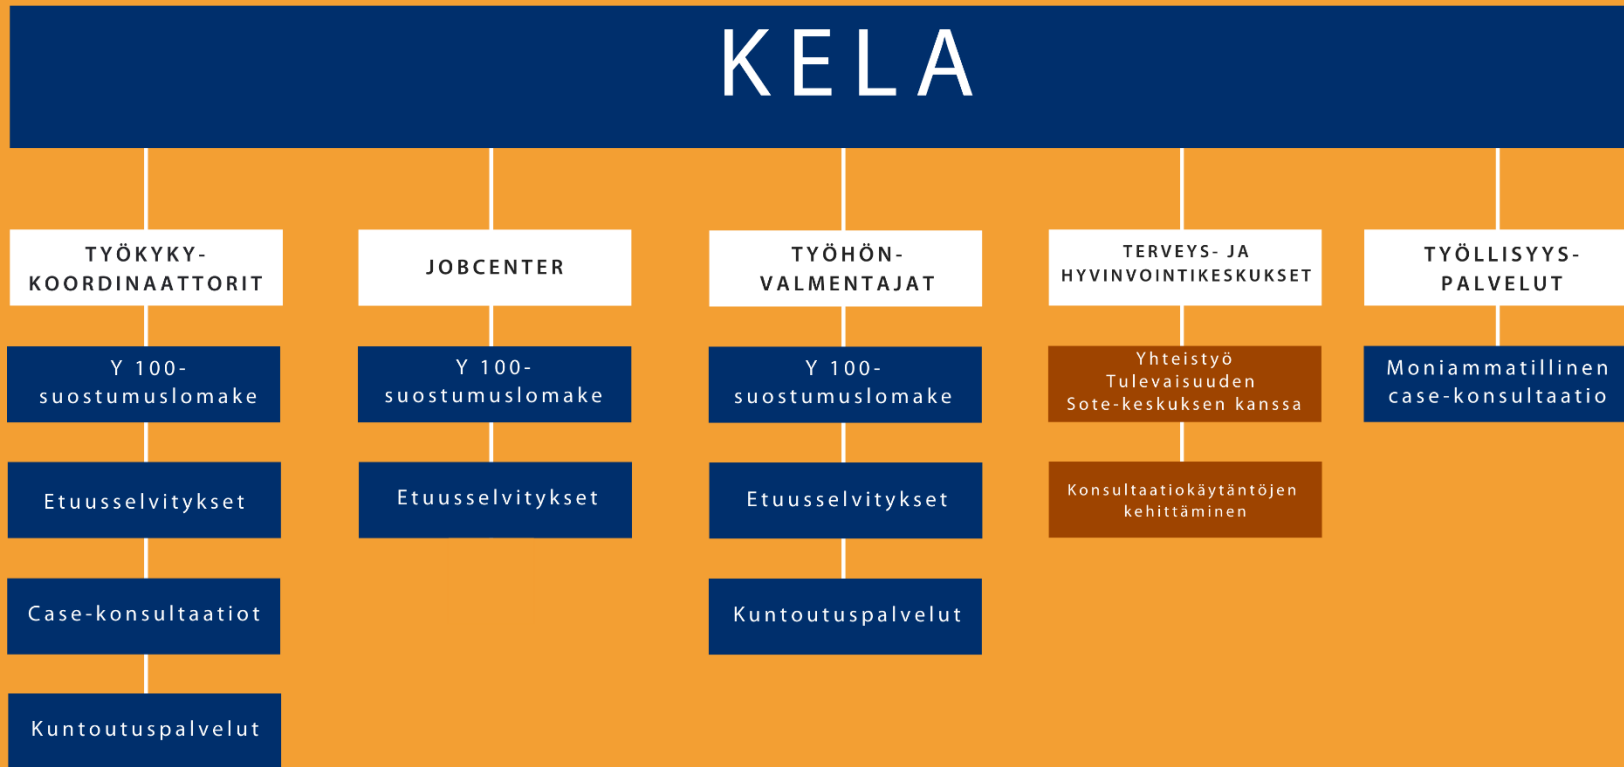 KELA
TYÖKYKY-
KOORDINAATTORIT
Y 100-
suostumuslomake
Etuusselvitykset
Case-konsultaatiot
Kuntoutuspalvelut
JOBCENTER
Y 100-
suostumuslomake
Etuusselvitykset
TYÖHÖN-
VALMENTAJAT
Y 100-
suostumuslomake
Etuusselvitykset
Kuntoutuspalvelut
TERVEYS- JA
HYVINVOINTIKESKUKSET
Yhteistyö
Tulevaisuuden
Sote-keskuksen kanssa
Konsultaatiokäytäntöjen
kehittäminen
TYÖLLISYYS-
PALVELUT
Moniammatillinen
case-konsultaatio